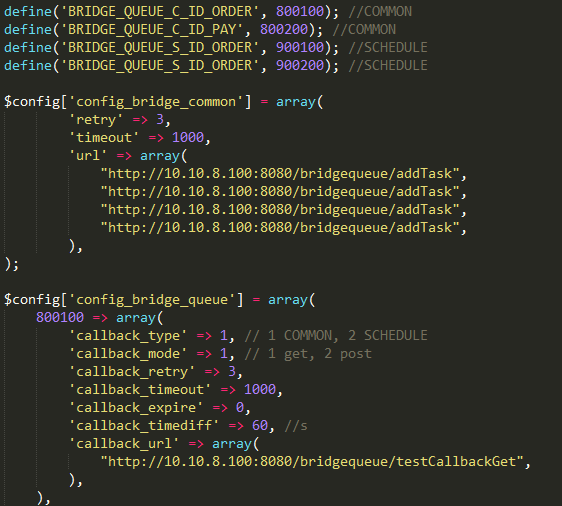 define('BRIDGE_QUEUE_C_ID_ORDER', 800100); //COMMON
define('BRIDGE_QUEUE_C_ID_PAY', 800200); //COMMON
define('BRIDGE_QUEUE_S_ID_ORDER', 900100); //SCHEDULE
define('BRIDGE_QUEUE_S_ID_ORDER', 900200); //SCHEDULE
$config['config_bridge_common'] = array(
'retry' => 3,
'timeout' => 1000,
'url' => array(
"http://10.10.8.100:8080/bridgequeue/addTask",
"http://10.10.8.100:8080/bridgequeue/addTask",
"http://10.10.8.100:8080/bridgequeue/addTask",
"http://10.10.8.100:8080/bridgequeue/addTask",
),
);
$config['config_bridge_queue'] = array(
800100 => array(
'callback_type' => 1, // 1 COMMON, 2 SCHEDULE
'callback_mode' => 1, // 1 get, 2 post
'callback_retry' => 3,
'callback_timeout' => 1000,
'callback_expire' => 0,
'callback_timediff' => 60, //s
'callback_url' => array(
"http://10.10.8.100:8080/bridgequeue/testCallbackGet",
),
),